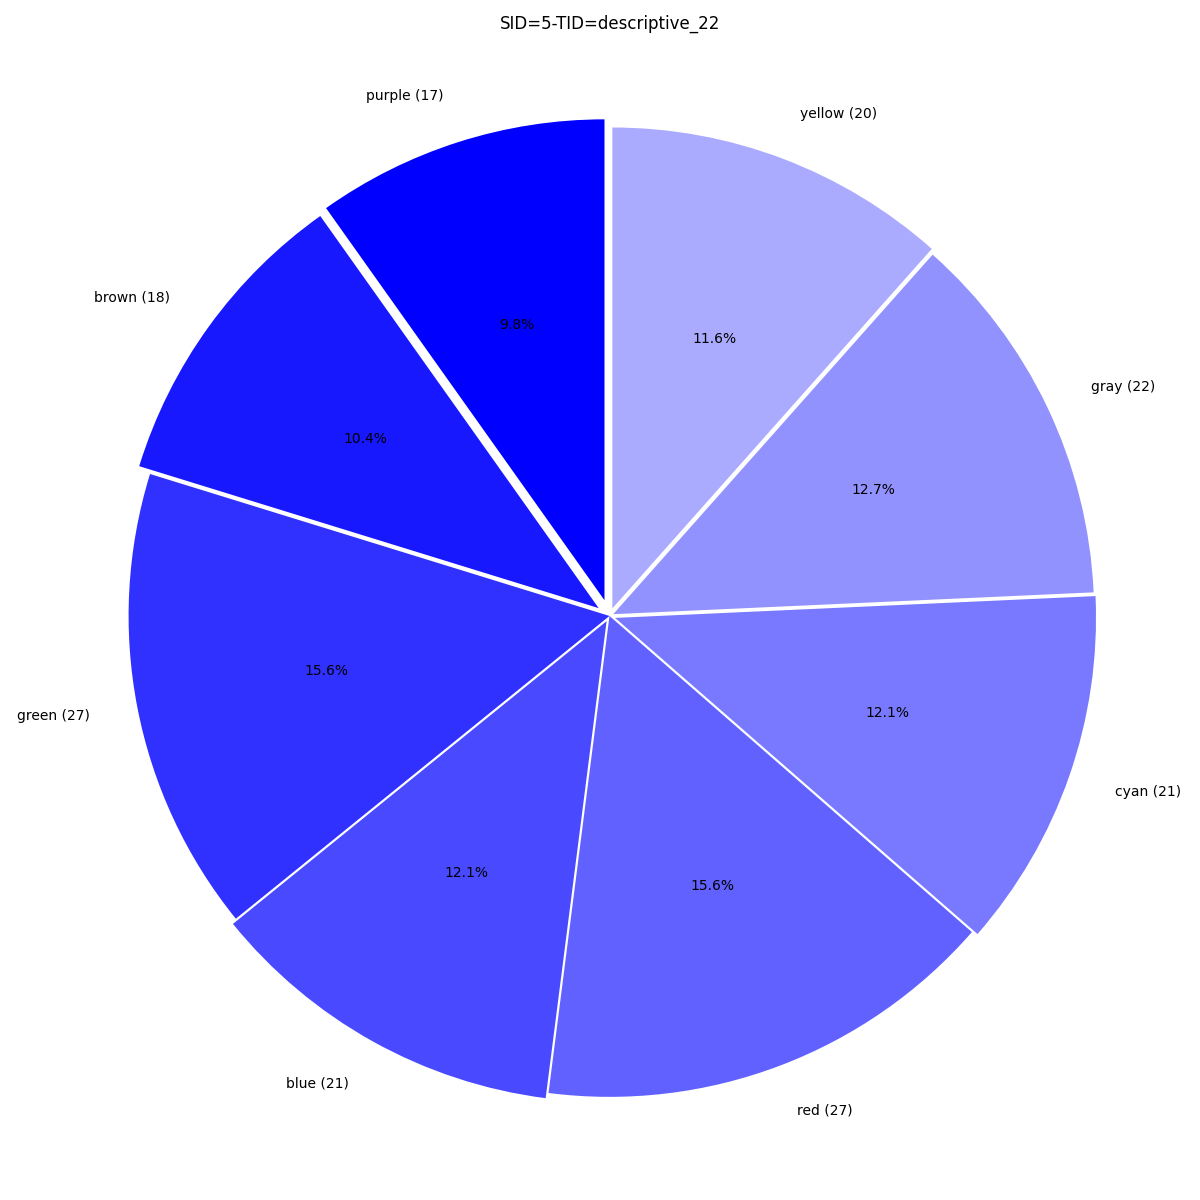 SID=5-TID=descriptive_22
purple (17)
yellow (20)
brown (18)
9.8%
11.6%
gray (22)
10.4%
12.7%
15.6%
green (27)
12.1%
cyan (21)
12.1%
15.6%
blue (21)
red (27)